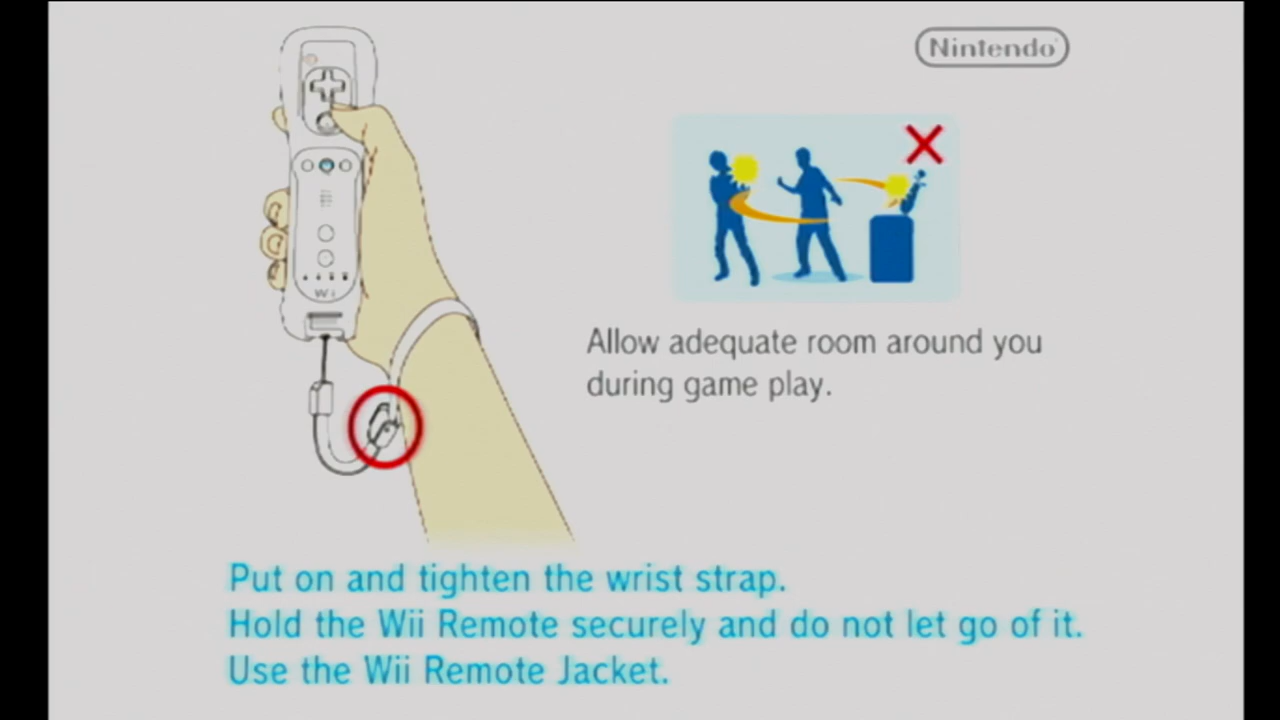 Nintendo
Wii
Allow adequate room around you
during game play.
Put on and tighten the wrist strap.
Hold the Wii Remote securely and do not let go of it.
Use the Wii Remote Jacket.